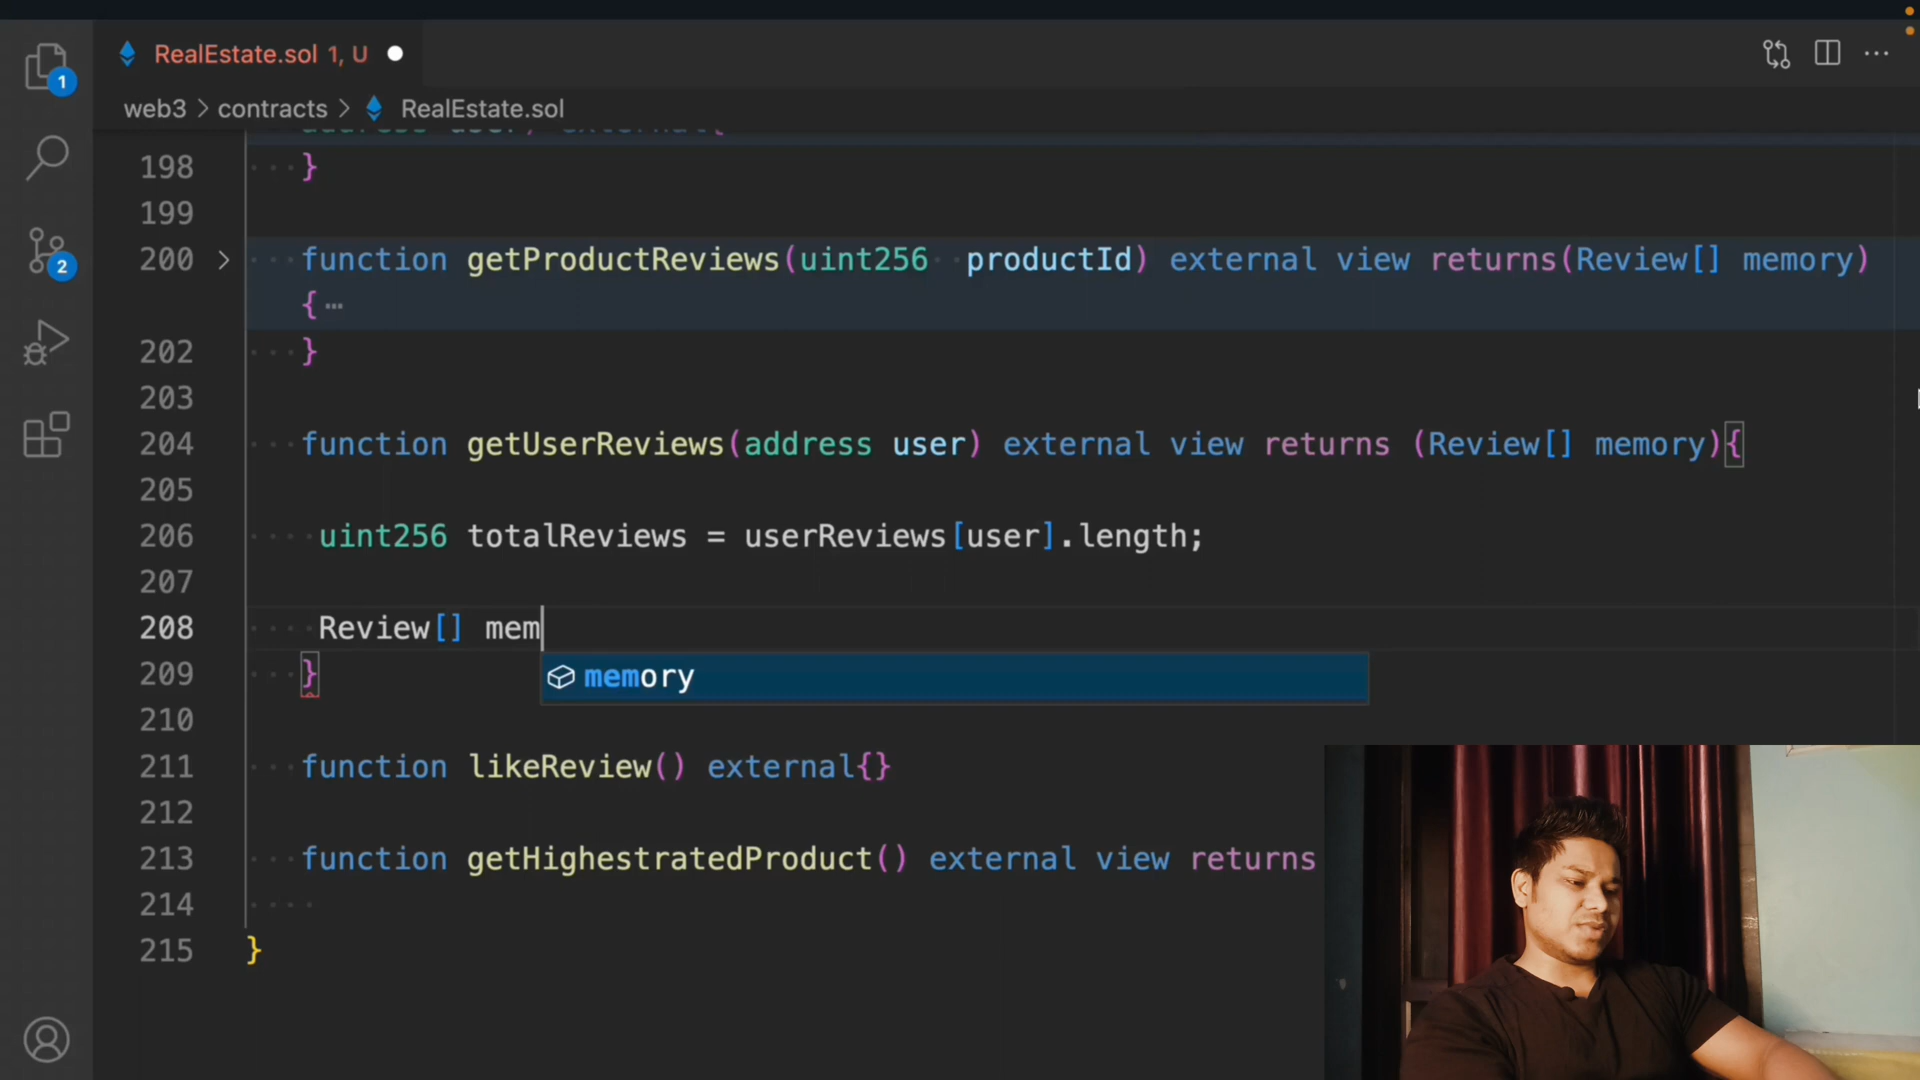 RealEstate.sol 1, U
1
web3 > contracts > RealEstate.sol
198 }
199
200 function getProductReviews(uint256 productId) external view returns(Review[] memory)
{…
2
202 }
203
204 function getUserReviews(address user) external view returns (Review[] memory){
205
206 uint256 totalReviews = userReviews[user].length;
207
208 Review[] mem
memory
209 }
210
211 function likeReview() external{}
212
213 function getHighestratedProduct() external view returns
214
215 }